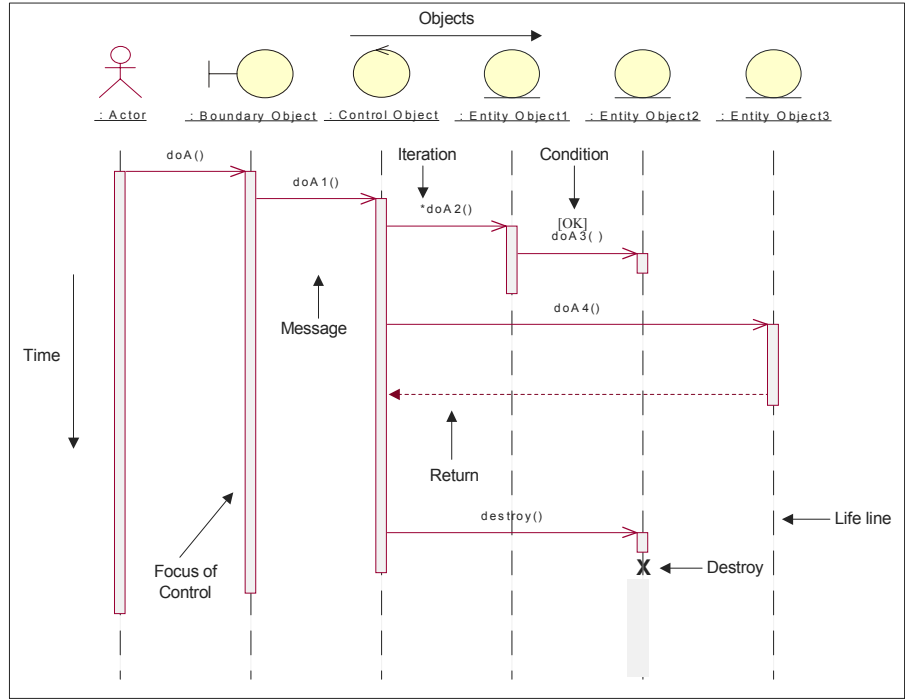 Objects
: Actor
: Boundary Object
: Control Object
: Entity Object1
: Entity Object2
: Entity Object3
doA()
Iteration
Condition
doA1()
*doA2()
[OK]
doA3( )
doA4()
Message
Time
Return
destroy()
Life line
Focus of
Control
X
Destroy